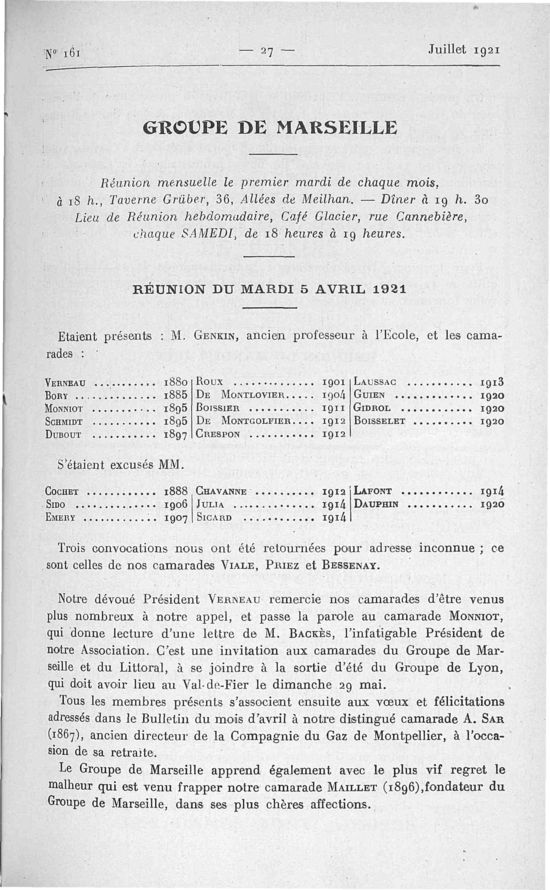 Nº 161 — 27 — Juillet 1921
GROUPE DE MARSEILLE
Réunion mensuelle le premier mardi de chaque mois,
à 18 h., Taverne Grüber, 36, Allées de Meilhan. — Dîner à 19 h. 30
Lieu de Réunion hebdomadaire, Café Glacier, rue Cannebière,
chaque SAMEDI, de 18 heures à 19 heures.
RÉUNION DU MARDI 5 AVRIL 1921
Etaient présents : M. GENKIN, ancien professeur à l'Ecole, et les cama-
rades :
VERNEAU ........... 1880 | ROUX .............. 1901 | LAUSSAC ........... 1913
BORY .............. 1885 | DE MONTLOVIER..... 1904 | GUIEN ............. 1920
MONNIOT ........... 1895 | BOISSIER ........... 1911 | GIDROL ............ 1920
SCHMIDT ........... 1895 | DE MONTGOLFIER.... 1912 | BOISSELET .......... 1920
DUBOUT ........... 1897 | CRESPON ........... 1912 |
S'étaient excusés MM.
COCHET ............ 1888 | CHAVANNE .......... 1912 | LAFONT ............ 1914
SIDO .............. 1906 | JULIA .............. 1914 | DAUPHIN ........... 1920
EMERY ............ 1907 | SICARD ............ 1914 |
Trois convocations nous ont été retournées pour adresse inconnue ; ce
sont celles de nos camarades VIALE, PRIEZ et BESSENAY.
Notre dévoué Président VERNEAU remercie nos camarades d'être venus
plus nombreux à notre appel, et passe la parole au camarade MONNIOT,
qui donne lecture d'une lettre de M. BACKÈS, l'infatigable Président de
notre Association. C'est une invitation aux camarades du Groupe de Mar-
seille et du Littoral, à se joindre à la sortie d'été du Groupe de Lyon,
qui doit avoir lieu au Val-de-Fier le dimanche 29 mai.
Tous les membres présents s'associent ensuite aux vœux et félicitations
adressés dans le Bulletin du mois d'avril à notre distingué camarade A. SAR
(1867), ancien directeur de la Compagnie du Gaz de Montpellier, à l'occa-
sion de sa retraite.
Le Groupe de Marseille apprend également avec le plus vif regret le
malheur qui est venu frapper notre camarade MAILLET (1896),fondateur du
Groupe de Marseille, dans ses plus chères affections.